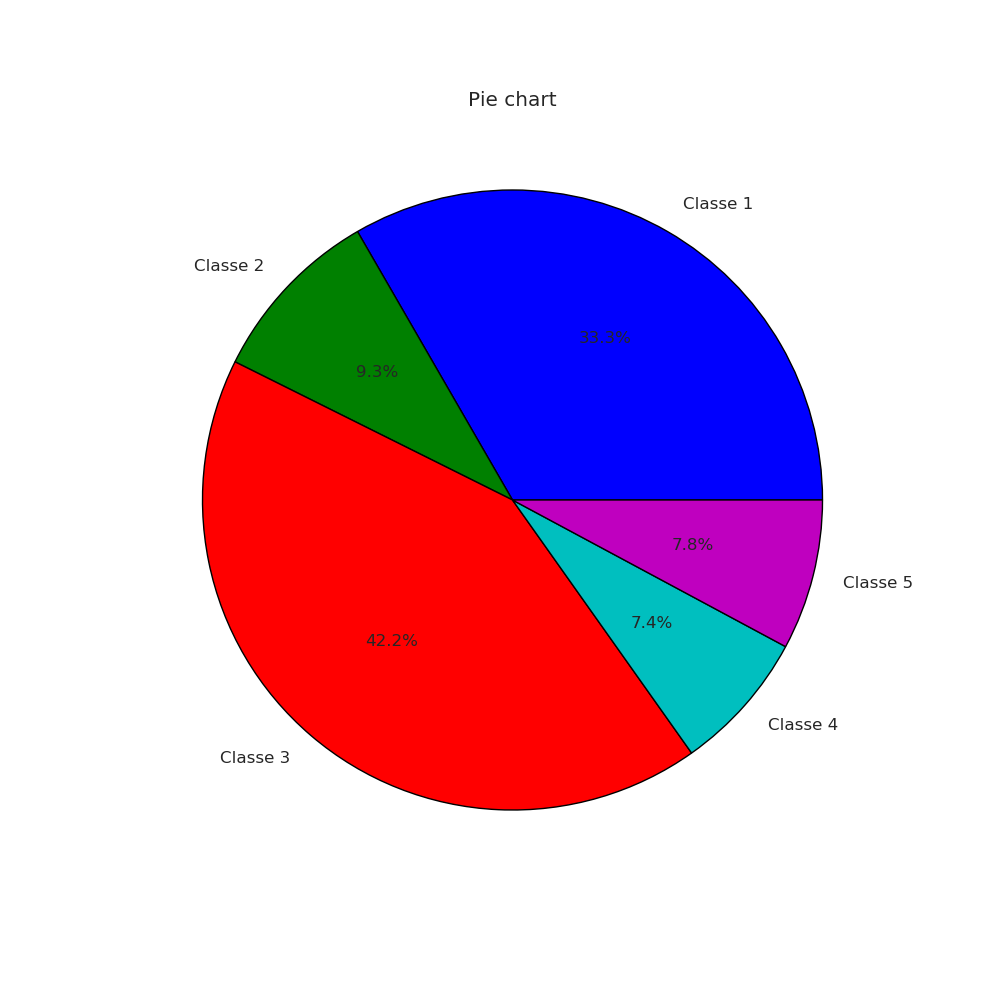 Pie chart
Classe 1
Classe 2
33.3%
9.3%
7.8%
Classe 5
7.4%
42.2%
Classe 4
Classe 3